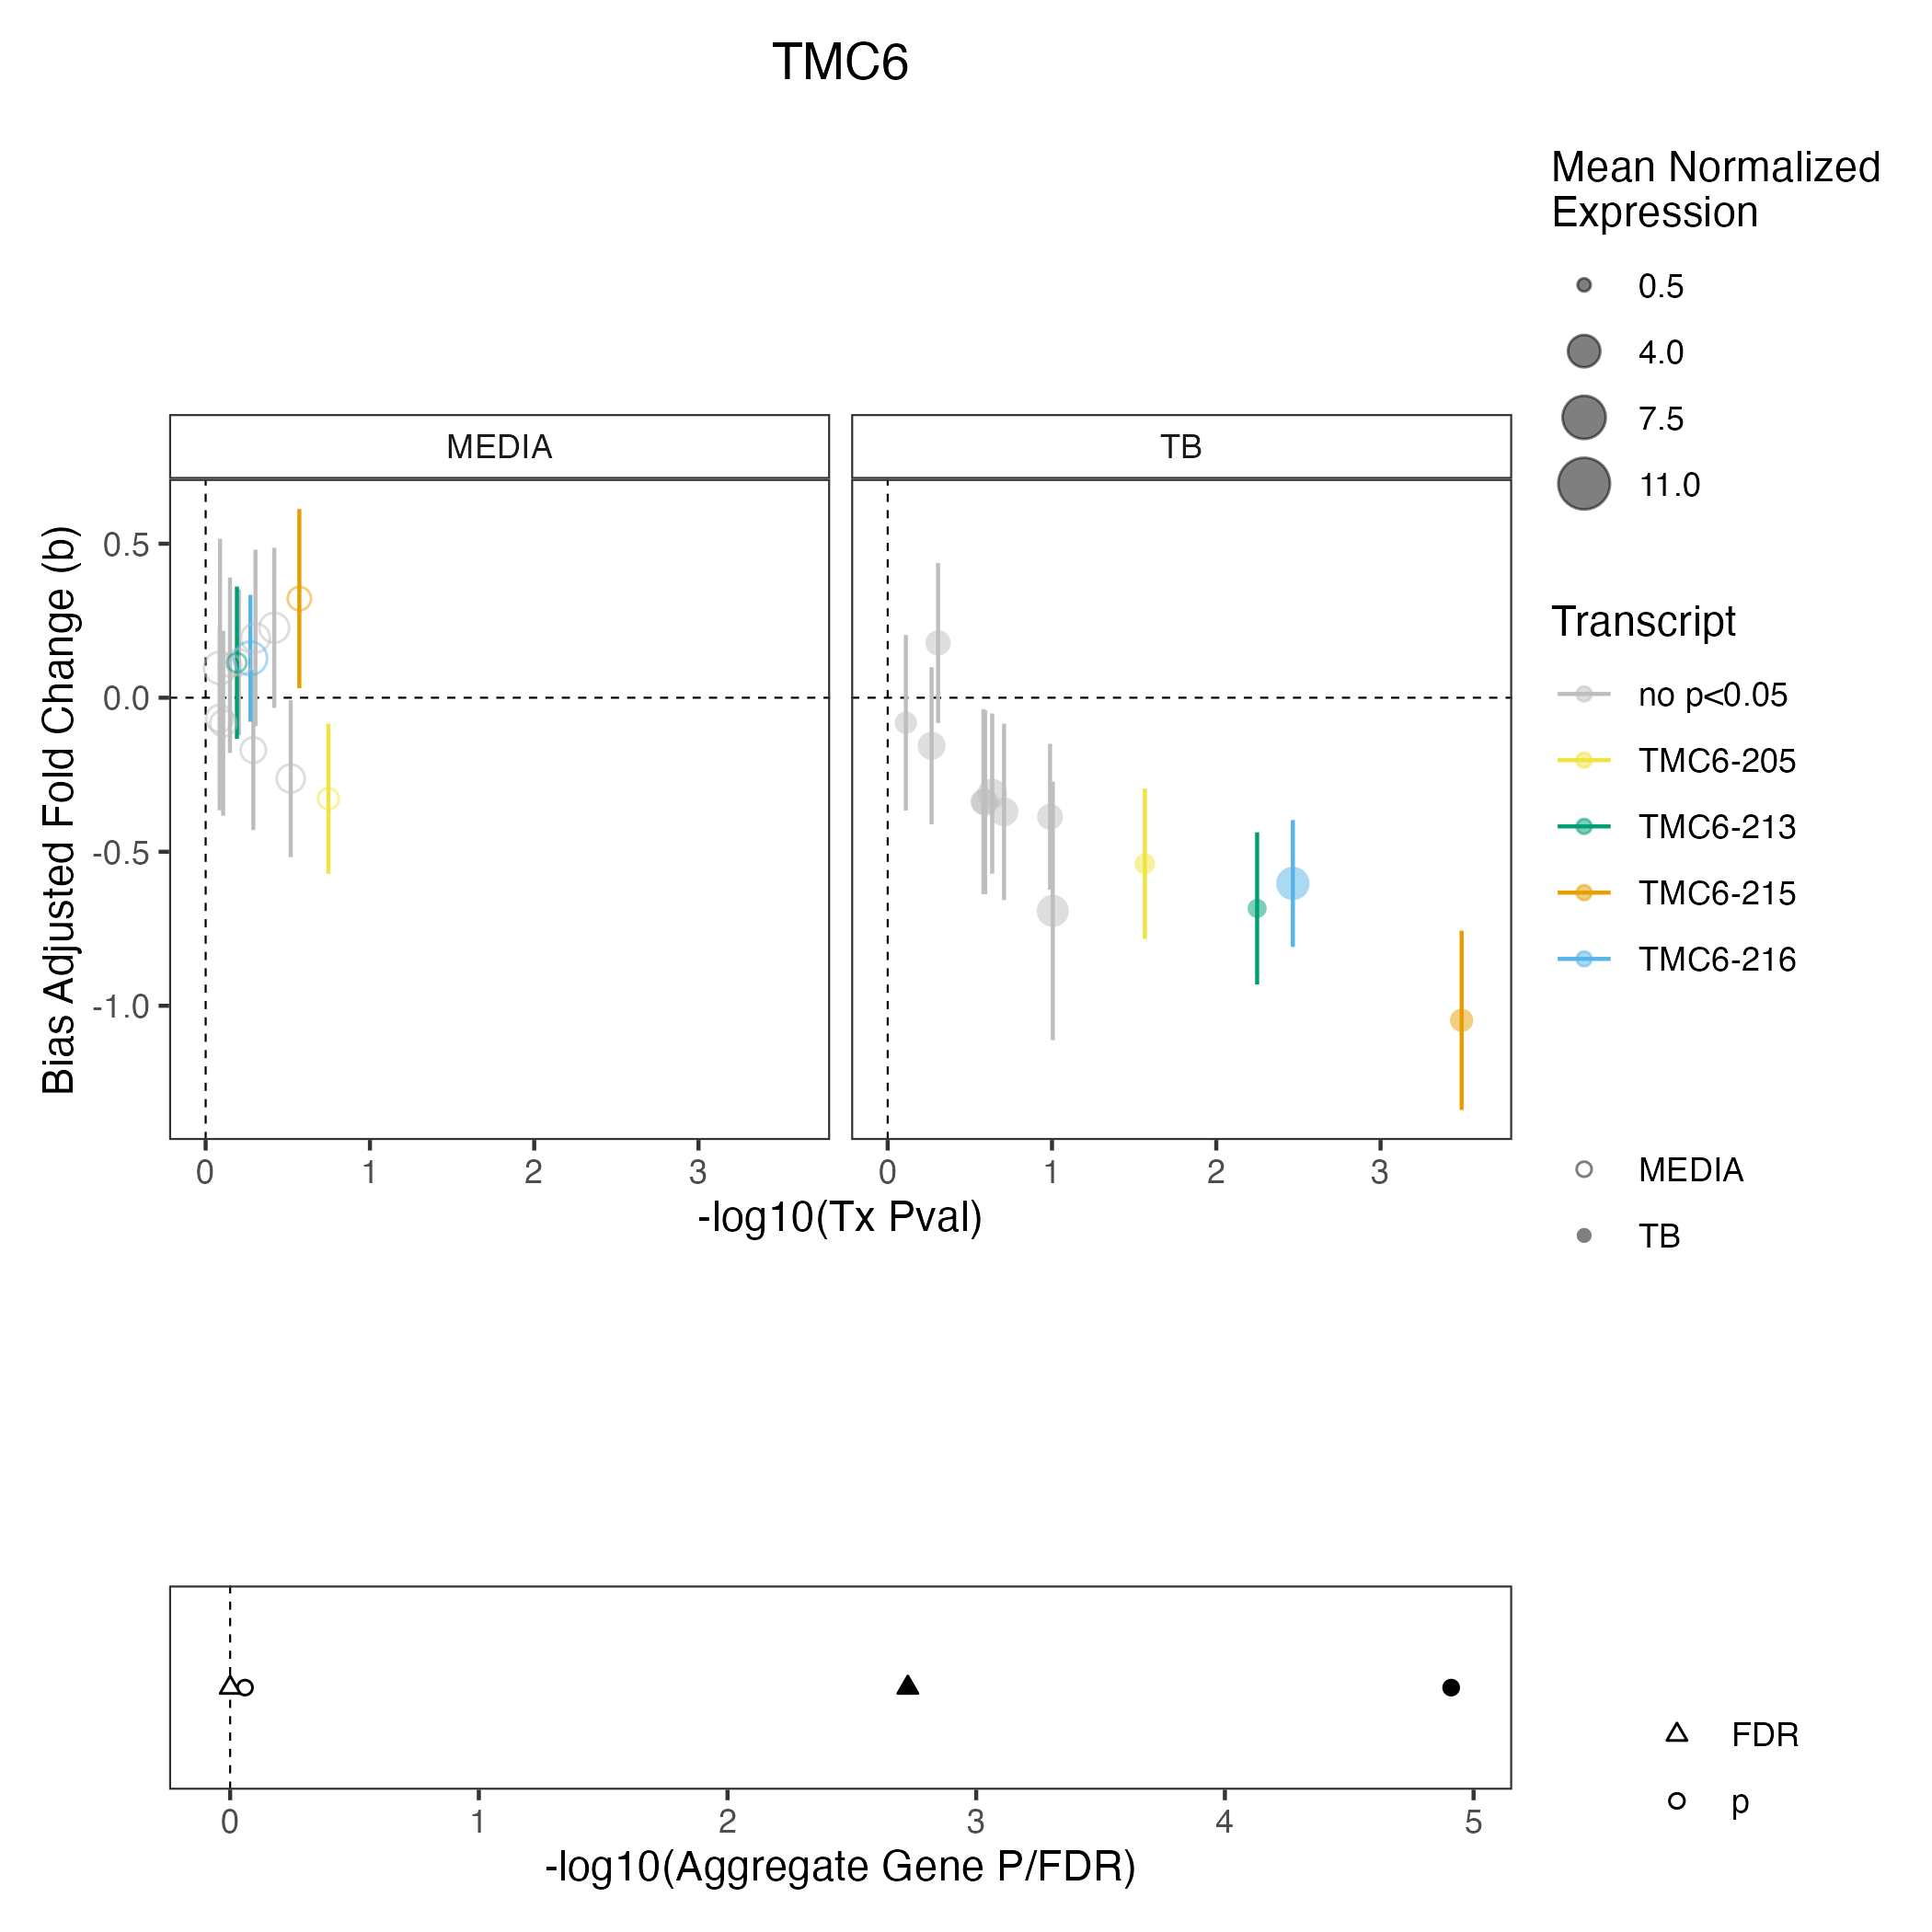 TMC6
MEDIA
TB
Bias Adjusted Fold Change (b)
0.5
0.0
-0.5
-1.0
0 1 2 3
0 1 2 3
-log10(Tx Pval)
Mean Normalized
Expression
0.5
4.0
7.5
11.0
Transcript
no p<0.05
TMC6-205
TMC6-213
TMC6-215
TMC6-216
MEDIA
TB
0 1 2 3 4 5
-log10(Aggregate Gene P/FDR)
FDR
p